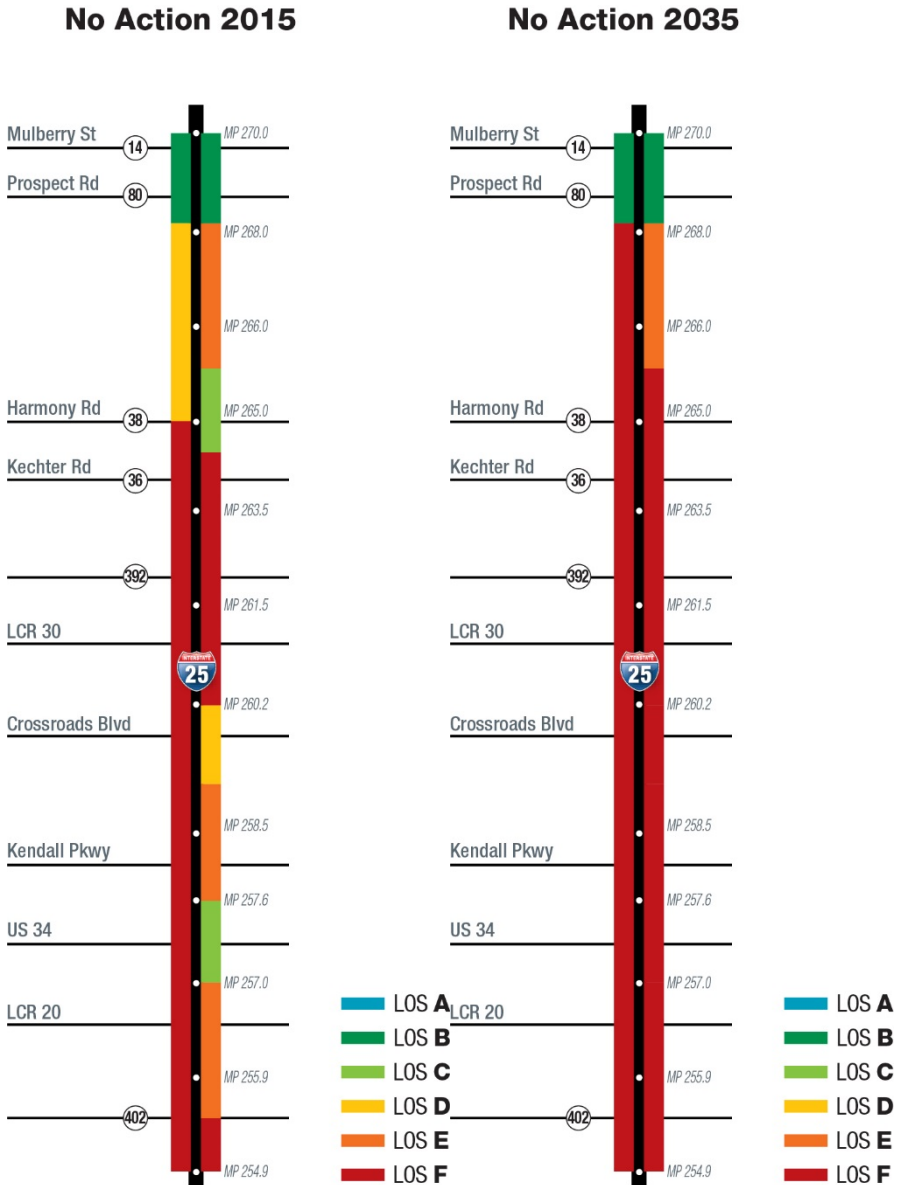 No Action 2015
Mulberry St
14
MP 270.0
Prospect Rd
80
MP 268.0
MP 266.0
Harmony Rd
38
MP 265.0
Kechter Rd
36
MP 263.5
392
MP 261.5
LCR 30
INTERSTATE
25
MP 260.2
Crossroads Blvd
MP 258.5
Kendall Pkwy
MP 257.6
US 34
MP 257.0
LCR 20
MP 255.9
402
MP 254.9
LOS A
LOS B
LOS C
LOS D
LOS E
LOS F
No Action 2035
Mulberry St
14
MP 270.0
Prospect Rd
80
MP 268.0
MP 266.0
Harmony Rd
38
MP 265.0
Kechter Rd
36
MP 263.5
392
MP 261.5
LCR 30
INTERSTATE
25
MP 260.2
Crossroads Blvd
MP 258.5
Kendall Pkwy
MP 257.6
US 34
MP 257.0
LCR 20
MP 255.9
402
MP 254.9
LOS A
LOS B
LOS C
LOS D
LOS E
LOS F